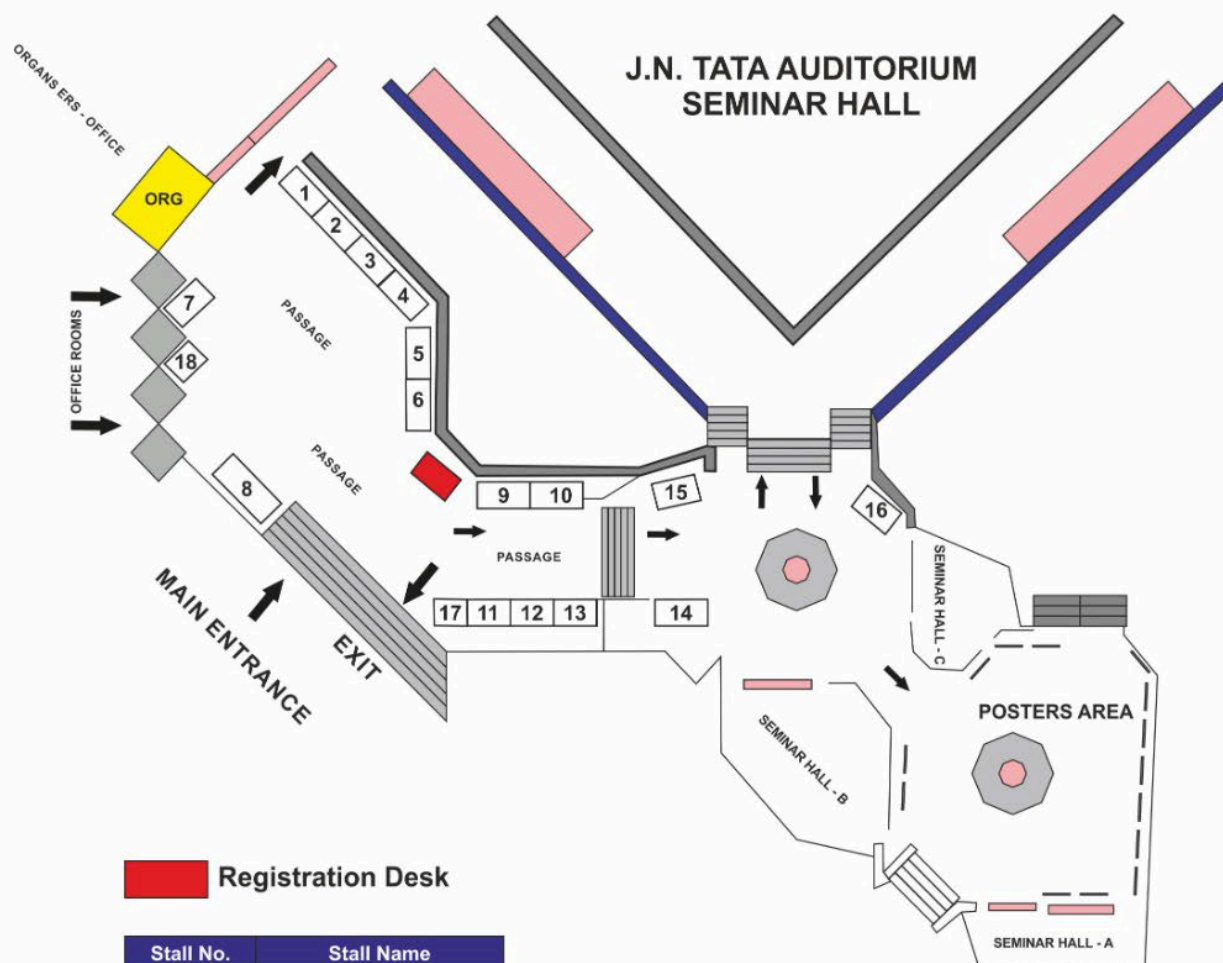 J.N. TATA AUDITORIUM
SEMINAR HALL
ORGANS ERS - OFFICE
ORG
1
2
3
4
5
6
7
18
OFFICE ROOMS
PASSAGE
PASSAGE
8
9
10
15
16
PASSAGE
17
11
12
13
14
MAIN ENTRANCE
EXIT
SEMINAR HALL - C
POSTERS AREA
SEMINAR HALL - B
SEMINAR HALL - A
Registration Desk
Stall No. Stall Name